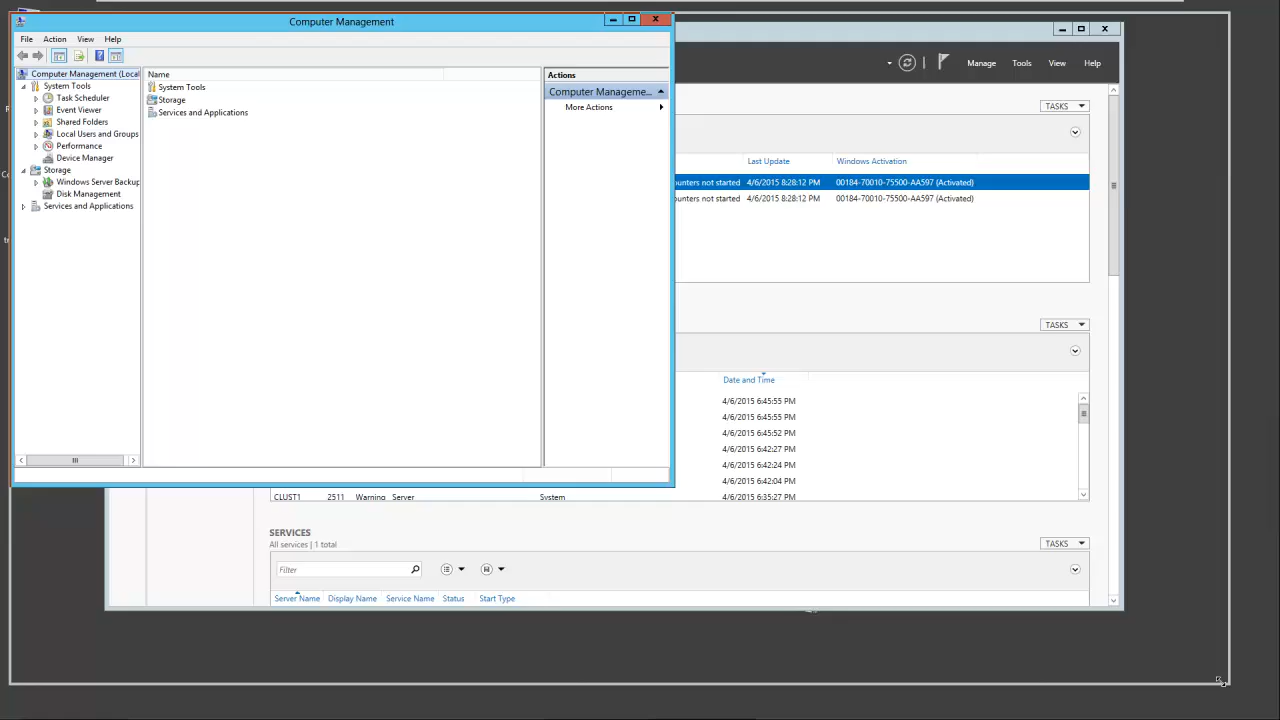 Computer Management
File Action View Help
Manage Tools View Help
Computer Management (Local
System Tools
Task Scheduler
Event Viewer
Shared Folders
Local Users and Groups
Performance
Device Manager
Storage
Windows Server Backup
Disk Management
Services and Applications
Name
System Tools
Storage
Services and Applications
Actions
Computer Manageme...
More Actions
TASKS
Last Update Windows Activation
ounters not started 4/6/2015 8:28:12 PM 00184-70010-75500-AA597 (Activated)
ounters not started 4/6/2015 8:28:12 PM 00184-70010-75500-AA597 (Activated)
TASKS
Date and Time
4/6/2015 6:45:55 PM
4/6/2015 6:45:55 PM
4/6/2015 6:45:52 PM
4/6/2015 6:42:27 PM
4/6/2015 6:42:24 PM
4/6/2015 6:42:04 PM
CLUST1 2511 Warning Server System 4/6/2015 6:35:27 PM
SERVICES
All services | 1 total
TASKS
Filter
Server Name Display Name Service Name Status Start Type